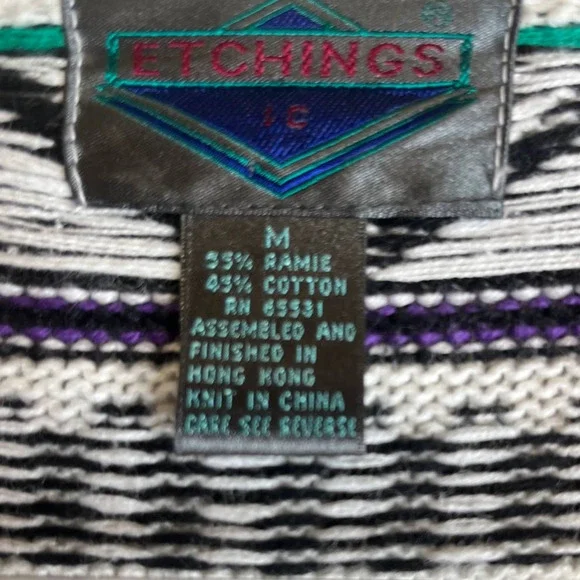 ETCHINGS
IC
M
55% RAMIE
45% COTTON
RN 65531
ASSEMBLED AND
FINISHED IN
HONG KONG
KNIT IN CHINA
CARE SEE REVERSE